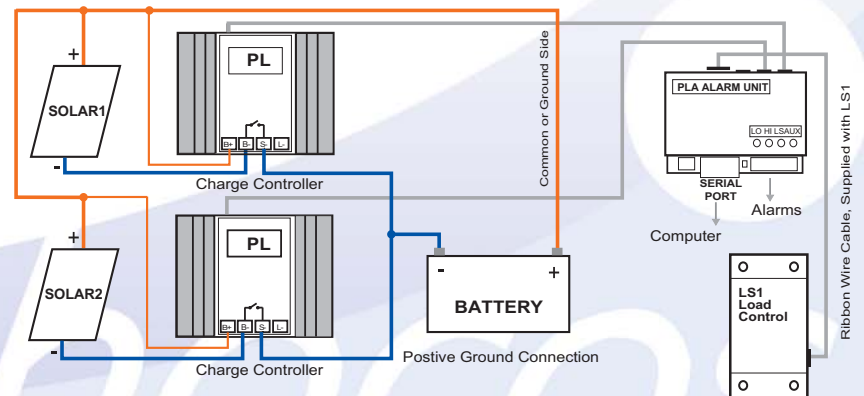 +
SOLAR1
-
PL
B+ B- S- L-
Charge Controller
+
SOLAR2
-
PL
B+ B- S- L-
Charge Controller
Common or Ground Side
- +
BATTERY
Postive Ground Connection
PLA ALARM UNIT
LO HI LSAUX
SERIAL
PORT
Alarms
Computer
LS1
Load
Control
Ribbon Wire Cable, Supplied with LS1